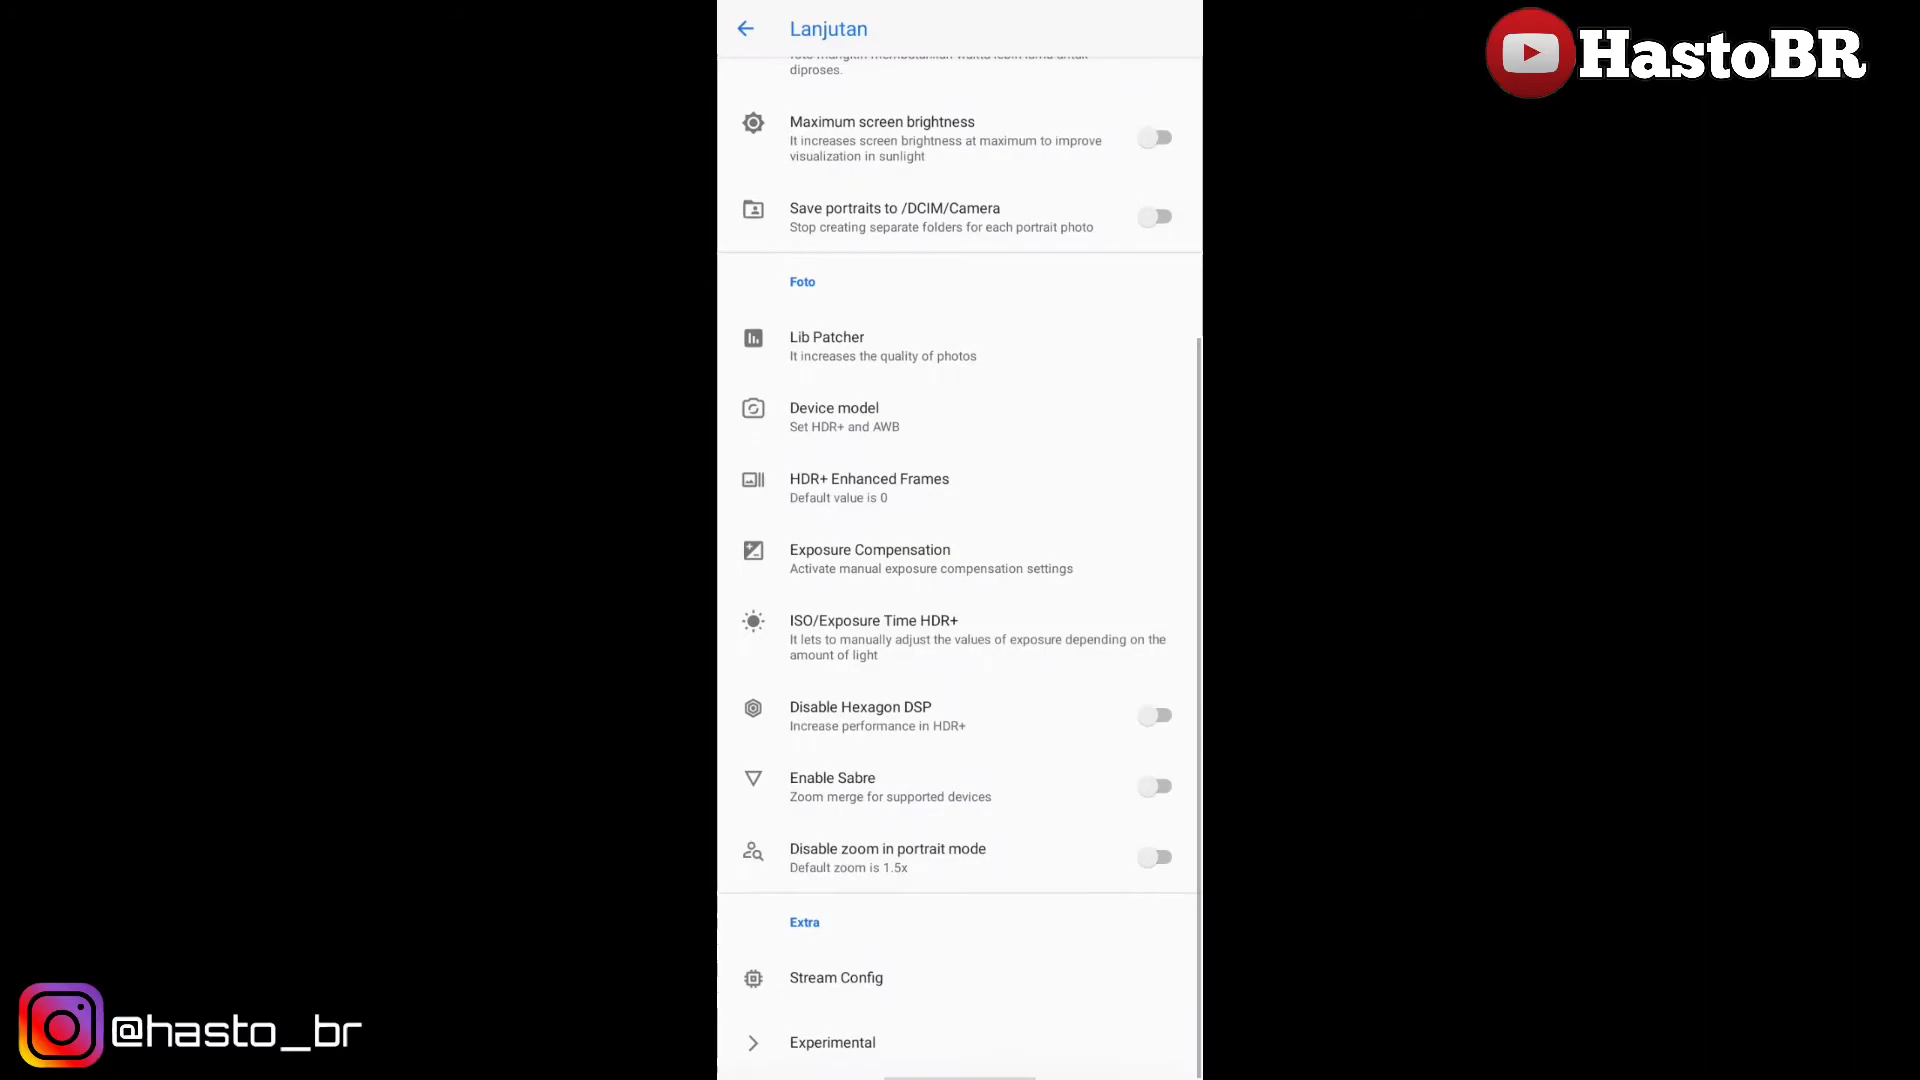 Lanjutan
HastoBR
diproses.
Maximum screen brightness
It increases screen brightness at maximum to improve
visualization in sunlight
Save portraits to /DCIM/Camera
Stop creating separate folders for each portrait photo
Foto
Lib Patcher
It increases the quality of photos
Device model
Set HDR+ and AWB
HDR+ Enhanced Frames
Default value is 0
Exposure Compensation
Activate manual exposure compensation settings
ISO/Exposure Time HDR+
It lets to manually adjust the values of exposure depending on the
amount of light
Disable Hexagon DSP
Increase performance in HDR+
Enable Sabre
Zoom merge for supported devices
Disable zoom in portrait mode
Default zoom is 1.5x
Extra
Stream Config
Experimental
@hasto_br